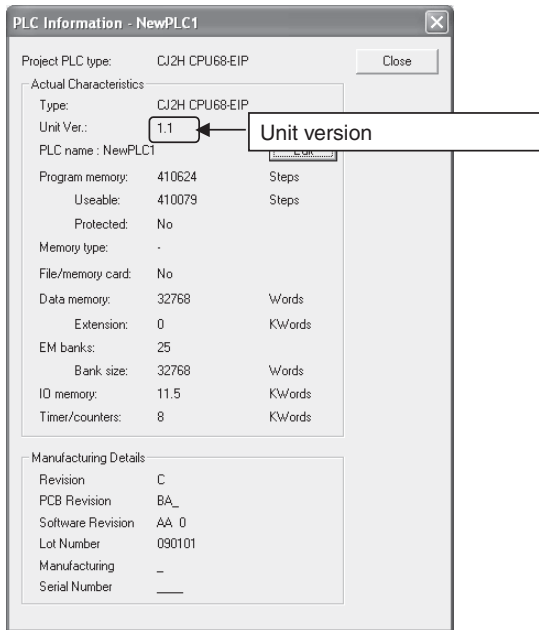 PLC Information - NewPLC1
Project PLC type: CJ2H CPU68-EIP Close
Actual Characteristics
Type: CJ2H CPU68-EIP
Unit Ver.: 1.1
Unit version
PLC name : NewPLC1
Program memory: 410624 Steps
Useable: 410079 Steps
Protected: No
Memory type: -
File/memory card: No
Data memory: 32768 Words
Extension: 0 KWords
EM banks: 25
Bank size: 32768 Words
IO memory: 11.5 KWords
Timer/counters: 8 KWords
Manufacturing Details
Revision C
PCB Revision BA_
Software Revision AA 0
Lot Number 090101
Manufacturing _
Serial Number ____